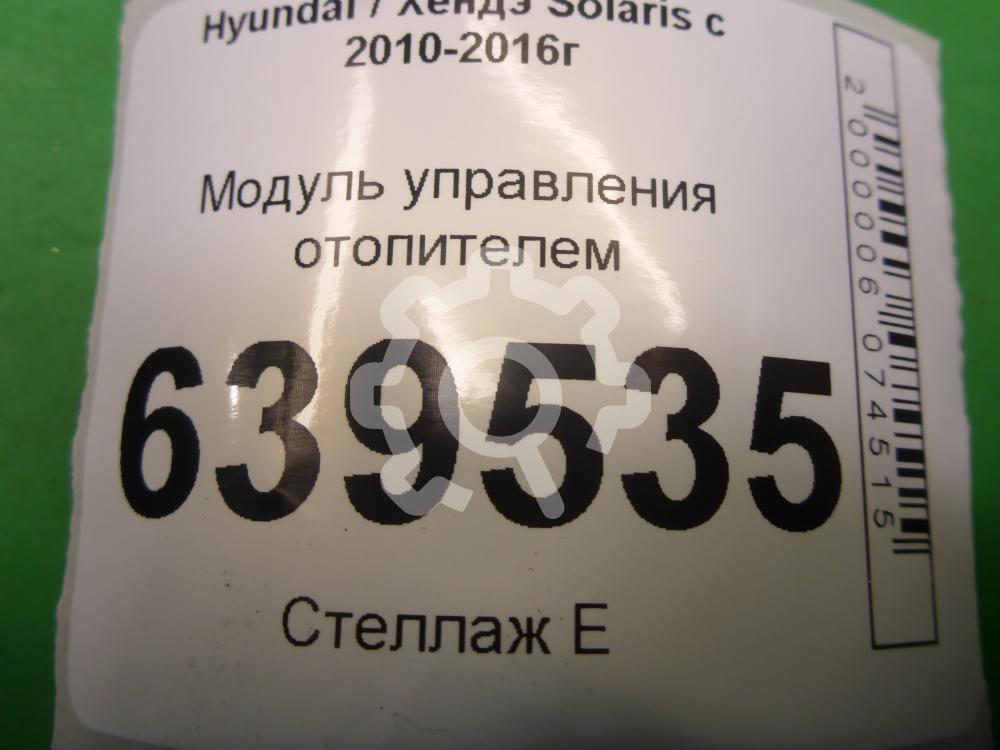 Hyundai / Хендэ Solaris с
2010-2016г
Модуль управления
отопителем
639535
Стеллаж Е
2000006074515